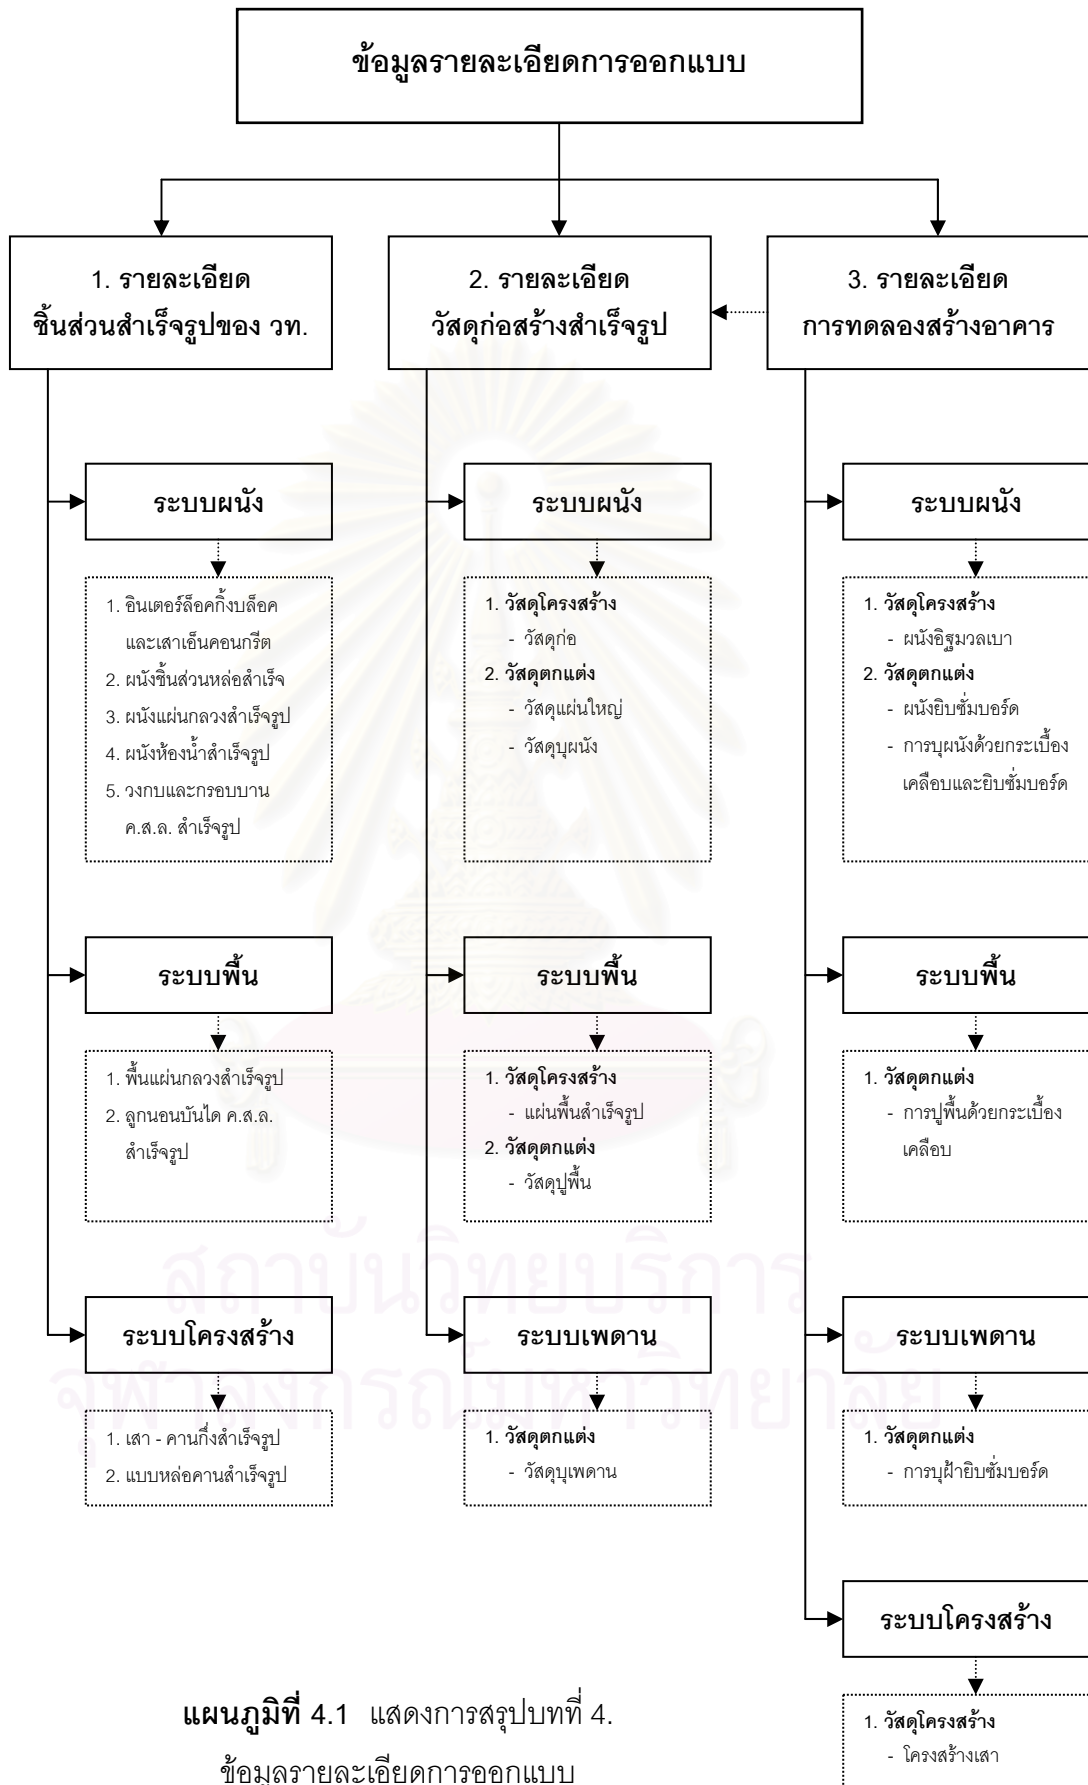 ข้อมูลรายละเอียดการออกแบบ
1. รายละเอียด
ชิ้นส่วนสำเร็จรูปของ วท.
2. รายละเอียด
วัสดุก่อสร้างสำเร็จรูป
3. รายละเอียด
การทดลองสร้างอาคาร
ระบบผนัง
1. อินเตอร์ล็อคกิ้งบล็อค
และเสาเอ็นคอนกรีต
2. ผนังชิ้นส่วนหล่อสำเร็จ
3. ผนังแผ่นกลวงสำเร็จรูป
4. ผนังห้องน้ำสำเร็จรูป
5. วงกบและกรอบบาน
ค.ส.ล. สำเร็จรูป
ระบบผนัง
1. วัสดุโครงสร้าง
- วัสดุก่อ
2. วัสดุตกแต่ง
- วัสดุแผ่นใหญ่
- วัสดุบุผนัง
ระบบผนัง
1. วัสดุโครงสร้าง
- ผนังอิฐมวลเบา
2. วัสดุตกแต่ง
- ผนังยิบซั่มบอร์ด
- การบุผนังด้วยกระเบื้อง
เคลือบและยิบซั่มบอร์ด
ระบบพื้น
1. พื้นแผ่นกลวงสำเร็จรูป
2. ลูกนอนบันได ค.ส.ล.
สำเร็จรูป
ระบบพื้น
1. วัสดุโครงสร้าง
- แผ่นพื้นสำเร็จรูป
2. วัสดุตกแต่ง
- วัสดุปูพื้น
ระบบพื้น
1. วัสดุตกแต่ง
- การปูพื้นด้วยกระเบื้อง
เคลือบ
สถาบันวิทยบริการ
จุฬาลงกรณ์มหาวิทยาลัย
ระบบโครงสร้าง
1. เสา - คานกึ่งสำเร็จรูป
2. แบบหล่อคานสำเร็จรูป
ระบบเพดาน
1. วัสดุตกแต่ง
- วัสดุบุเพดาน
ระบบเพดาน
1. วัสดุตกแต่ง
- การบุฝ้ายิบซั่มบอร์ด
ระบบโครงสร้าง
1. วัสดุโครงสร้าง
- โครงสร้างเสา
แผนภูมิที่ 4.1 แสดงการสรุปบทที่ 4.
ข้อมูลรายละเอียดการออกแบบ